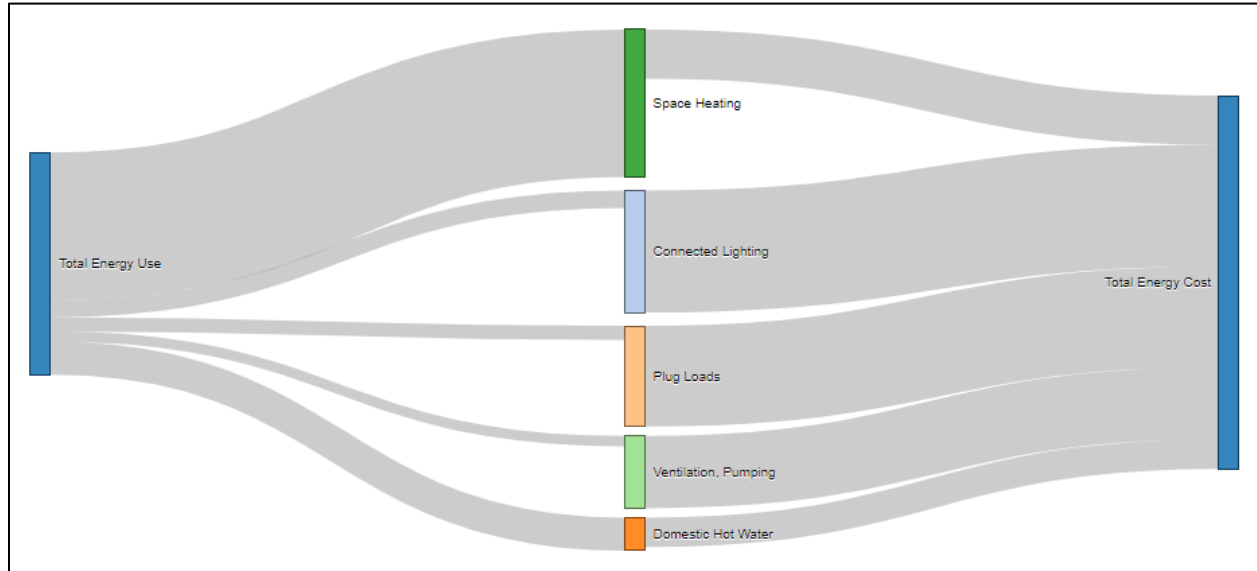 Space Heating
Connected Lighting
Total Energy Use
Total Energy Cost
Plug Loads
Ventilation, Pumping
Domestic Hot Water